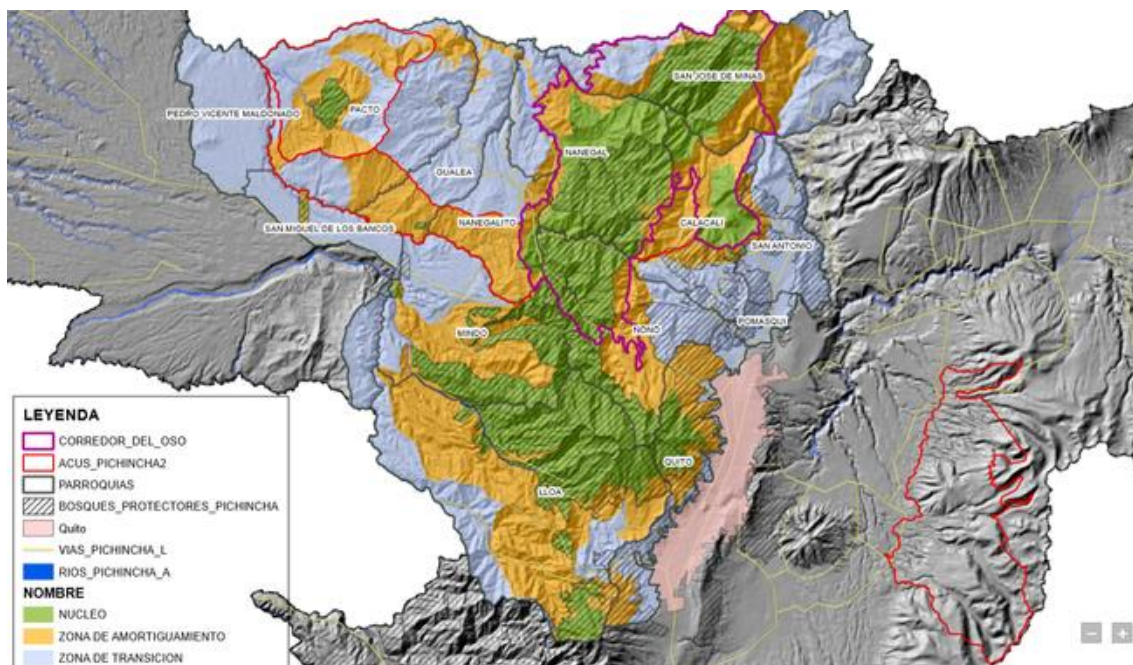 SAN JOSE DE MINAS
PACTO
PEDRO VICENTE MALDONADO
NANEGAL
GUALEA
NANEGALITO
CALACALI
SAN MIGUEL DE LOS BANCOS
SAN ANTONIO
POMASQUI
MINDO
NONO
QUITO
LLOA
LEYENDA
CORREDOR_DEL_OSO
ACUS_PICHINCHA2
PARROQUIAS
BOSQUES_PROTECTORES_PICHINCHA
Quito
VIAS_PICHINCHA_L
RIOS_PICHINCHA_A
NOMBRE
NUCLEO
ZONA DE AMORTIGUAMIENTO
ZONA DE TRANSICION